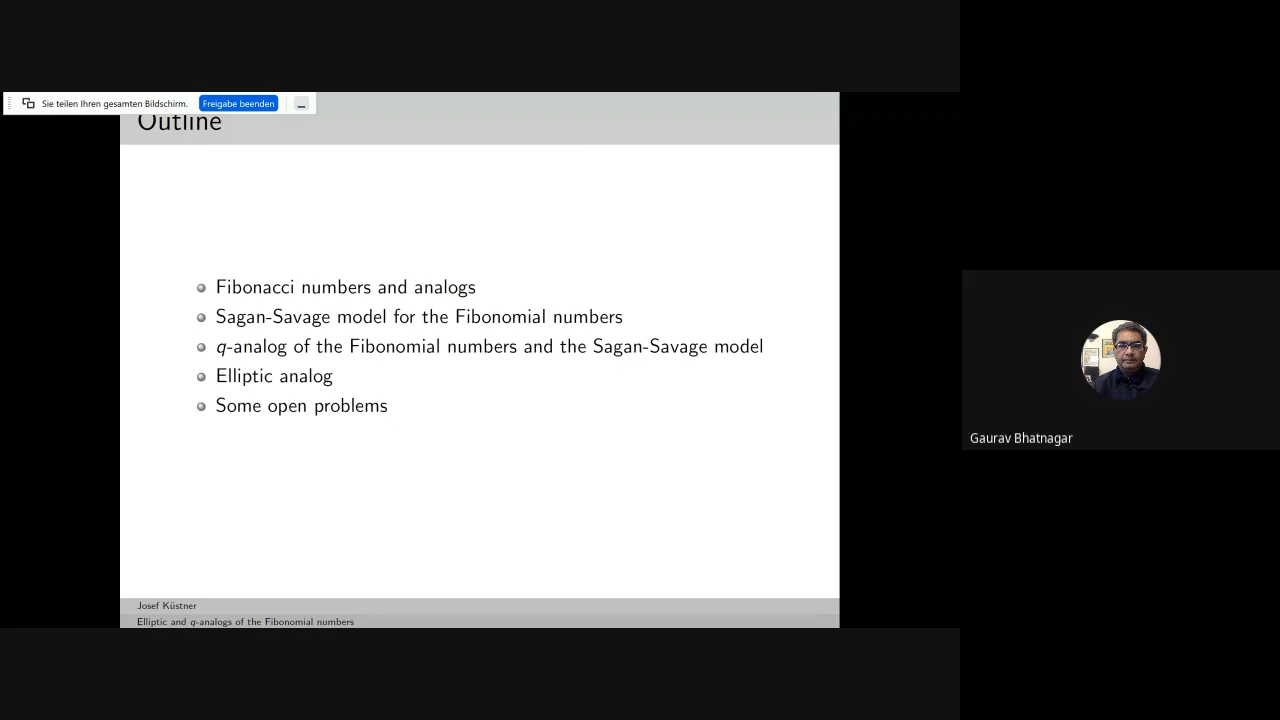 Sie teilen Ihren gesamten Bildschirm. Freigabe beenden
Outline
Fibonacci numbers and analogs
Sagan-Savage model for the Fibonomial numbers
q-analog of the Fibonomial numbers and the Sagan-Savage model
Elliptic analog
Some open problems
Josef Küstner
Elliptic and q-analogs of the Fibonomial numbers
Gaurav Bhatnagar